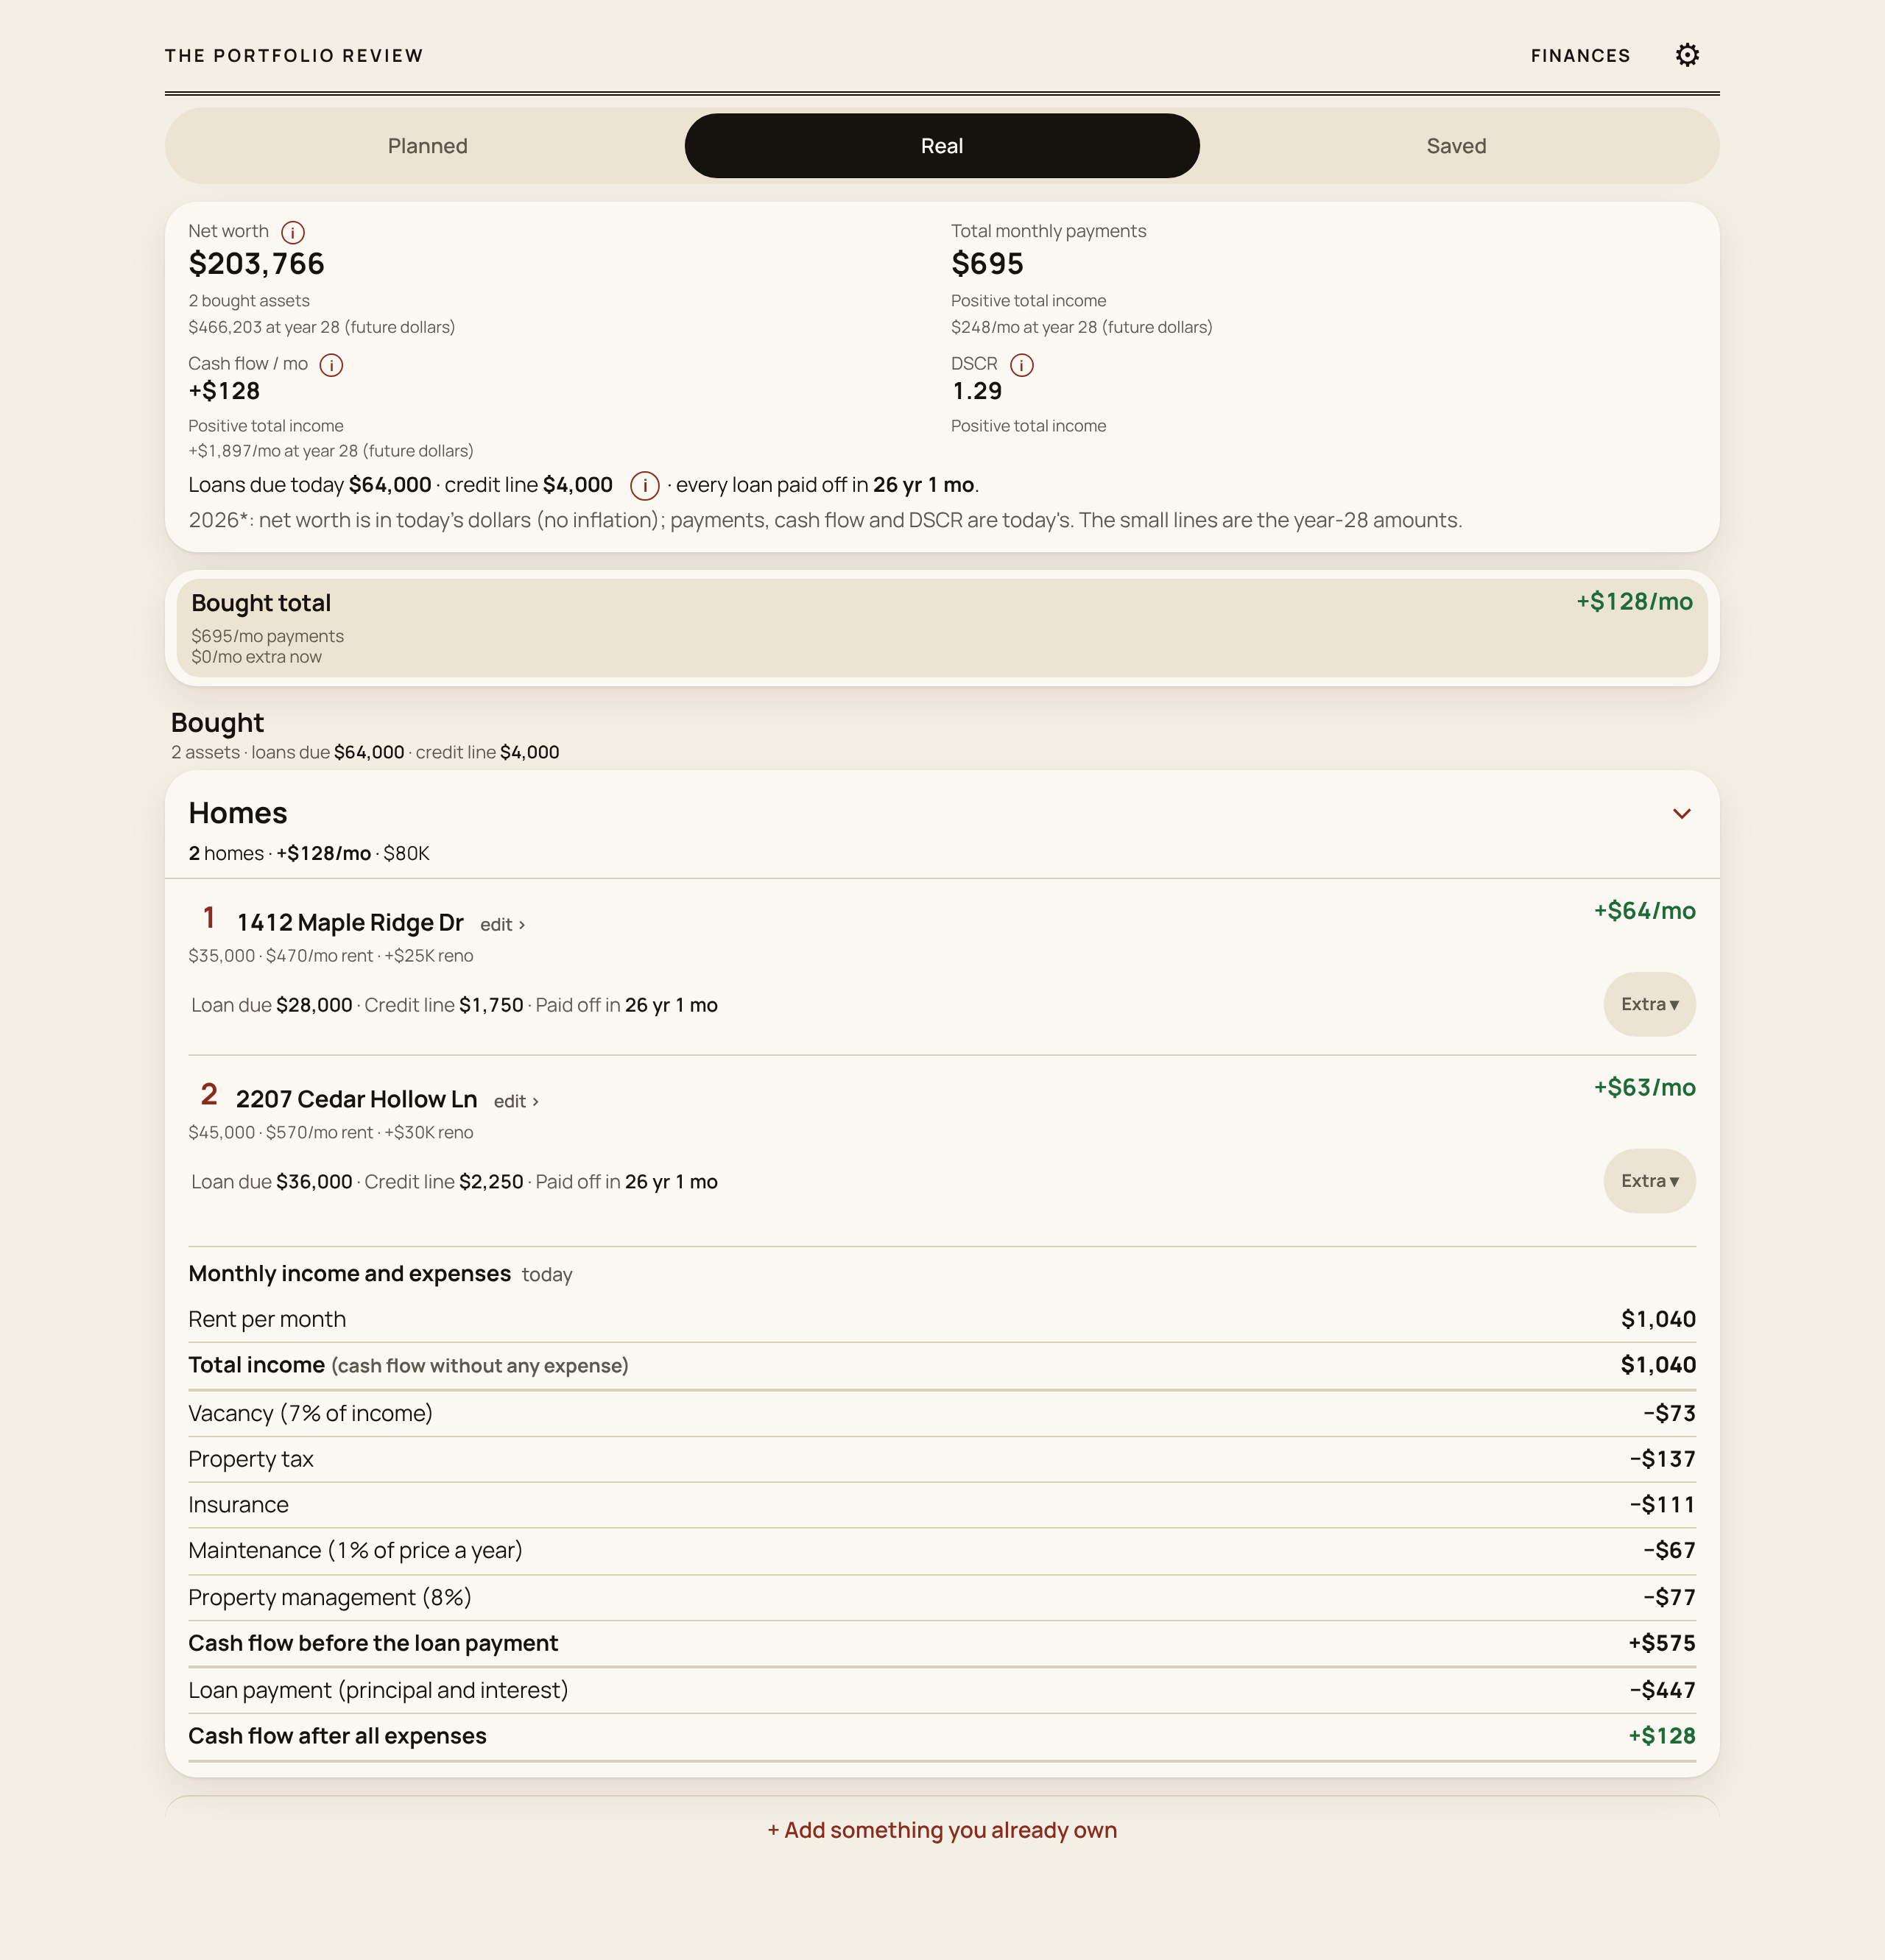 THE PORTFOLIO REVIEW
FINANCES
Planned
Real
Saved
Net worth i
$203,766
2 bought assets
$466,203 at year 28 (future dollars)
Total monthly payments
$695
Positive total income
$248/mo at year 28 (future dollars)
Cash flow / mo i
+$128
Positive total income
+$1,897/mo at year 28 (future dollars)
DSCR i
1.29
Positive total income
Loans due today $64,000 · credit line $4,000 i · every loan paid off in 26 yr 1 mo.
2026*: net worth is in today's dollars (no inflation); payments, cash flow and DSCR are today's. The small lines are the year-28 amounts.
Bought total
+$128/mo
$695/mo payments
$0/mo extra now
Bought
2 assets · loans due $64,000 · credit line $4,000
Homes
2 homes · +$128/mo · $80K
1 1412 Maple Ridge Dr edit ›
+$64/mo
$35,000 · $470/mo rent · +$25K reno
Loan due $28,000 · Credit line $1,750 · Paid off in 26 yr 1 mo
Extra ▾
2 2207 Cedar Hollow Ln edit ›
+$63/mo
$45,000 · $570/mo rent · +$30K reno
Loan due $36,000 · Credit line $2,250 · Paid off in 26 yr 1 mo
Extra ▾
Monthly income and expenses today
Rent per month $1,040
Total income (cash flow without any expense) $1,040
Vacancy (7% of income) −$73
Property tax −$137
Insurance −$111
Maintenance (1% of price a year) −$67
Property management (8%) −$77
Cash flow before the loan payment +$575
Loan payment (principal and interest) −$447
Cash flow after all expenses +$128
+ Add something you already own